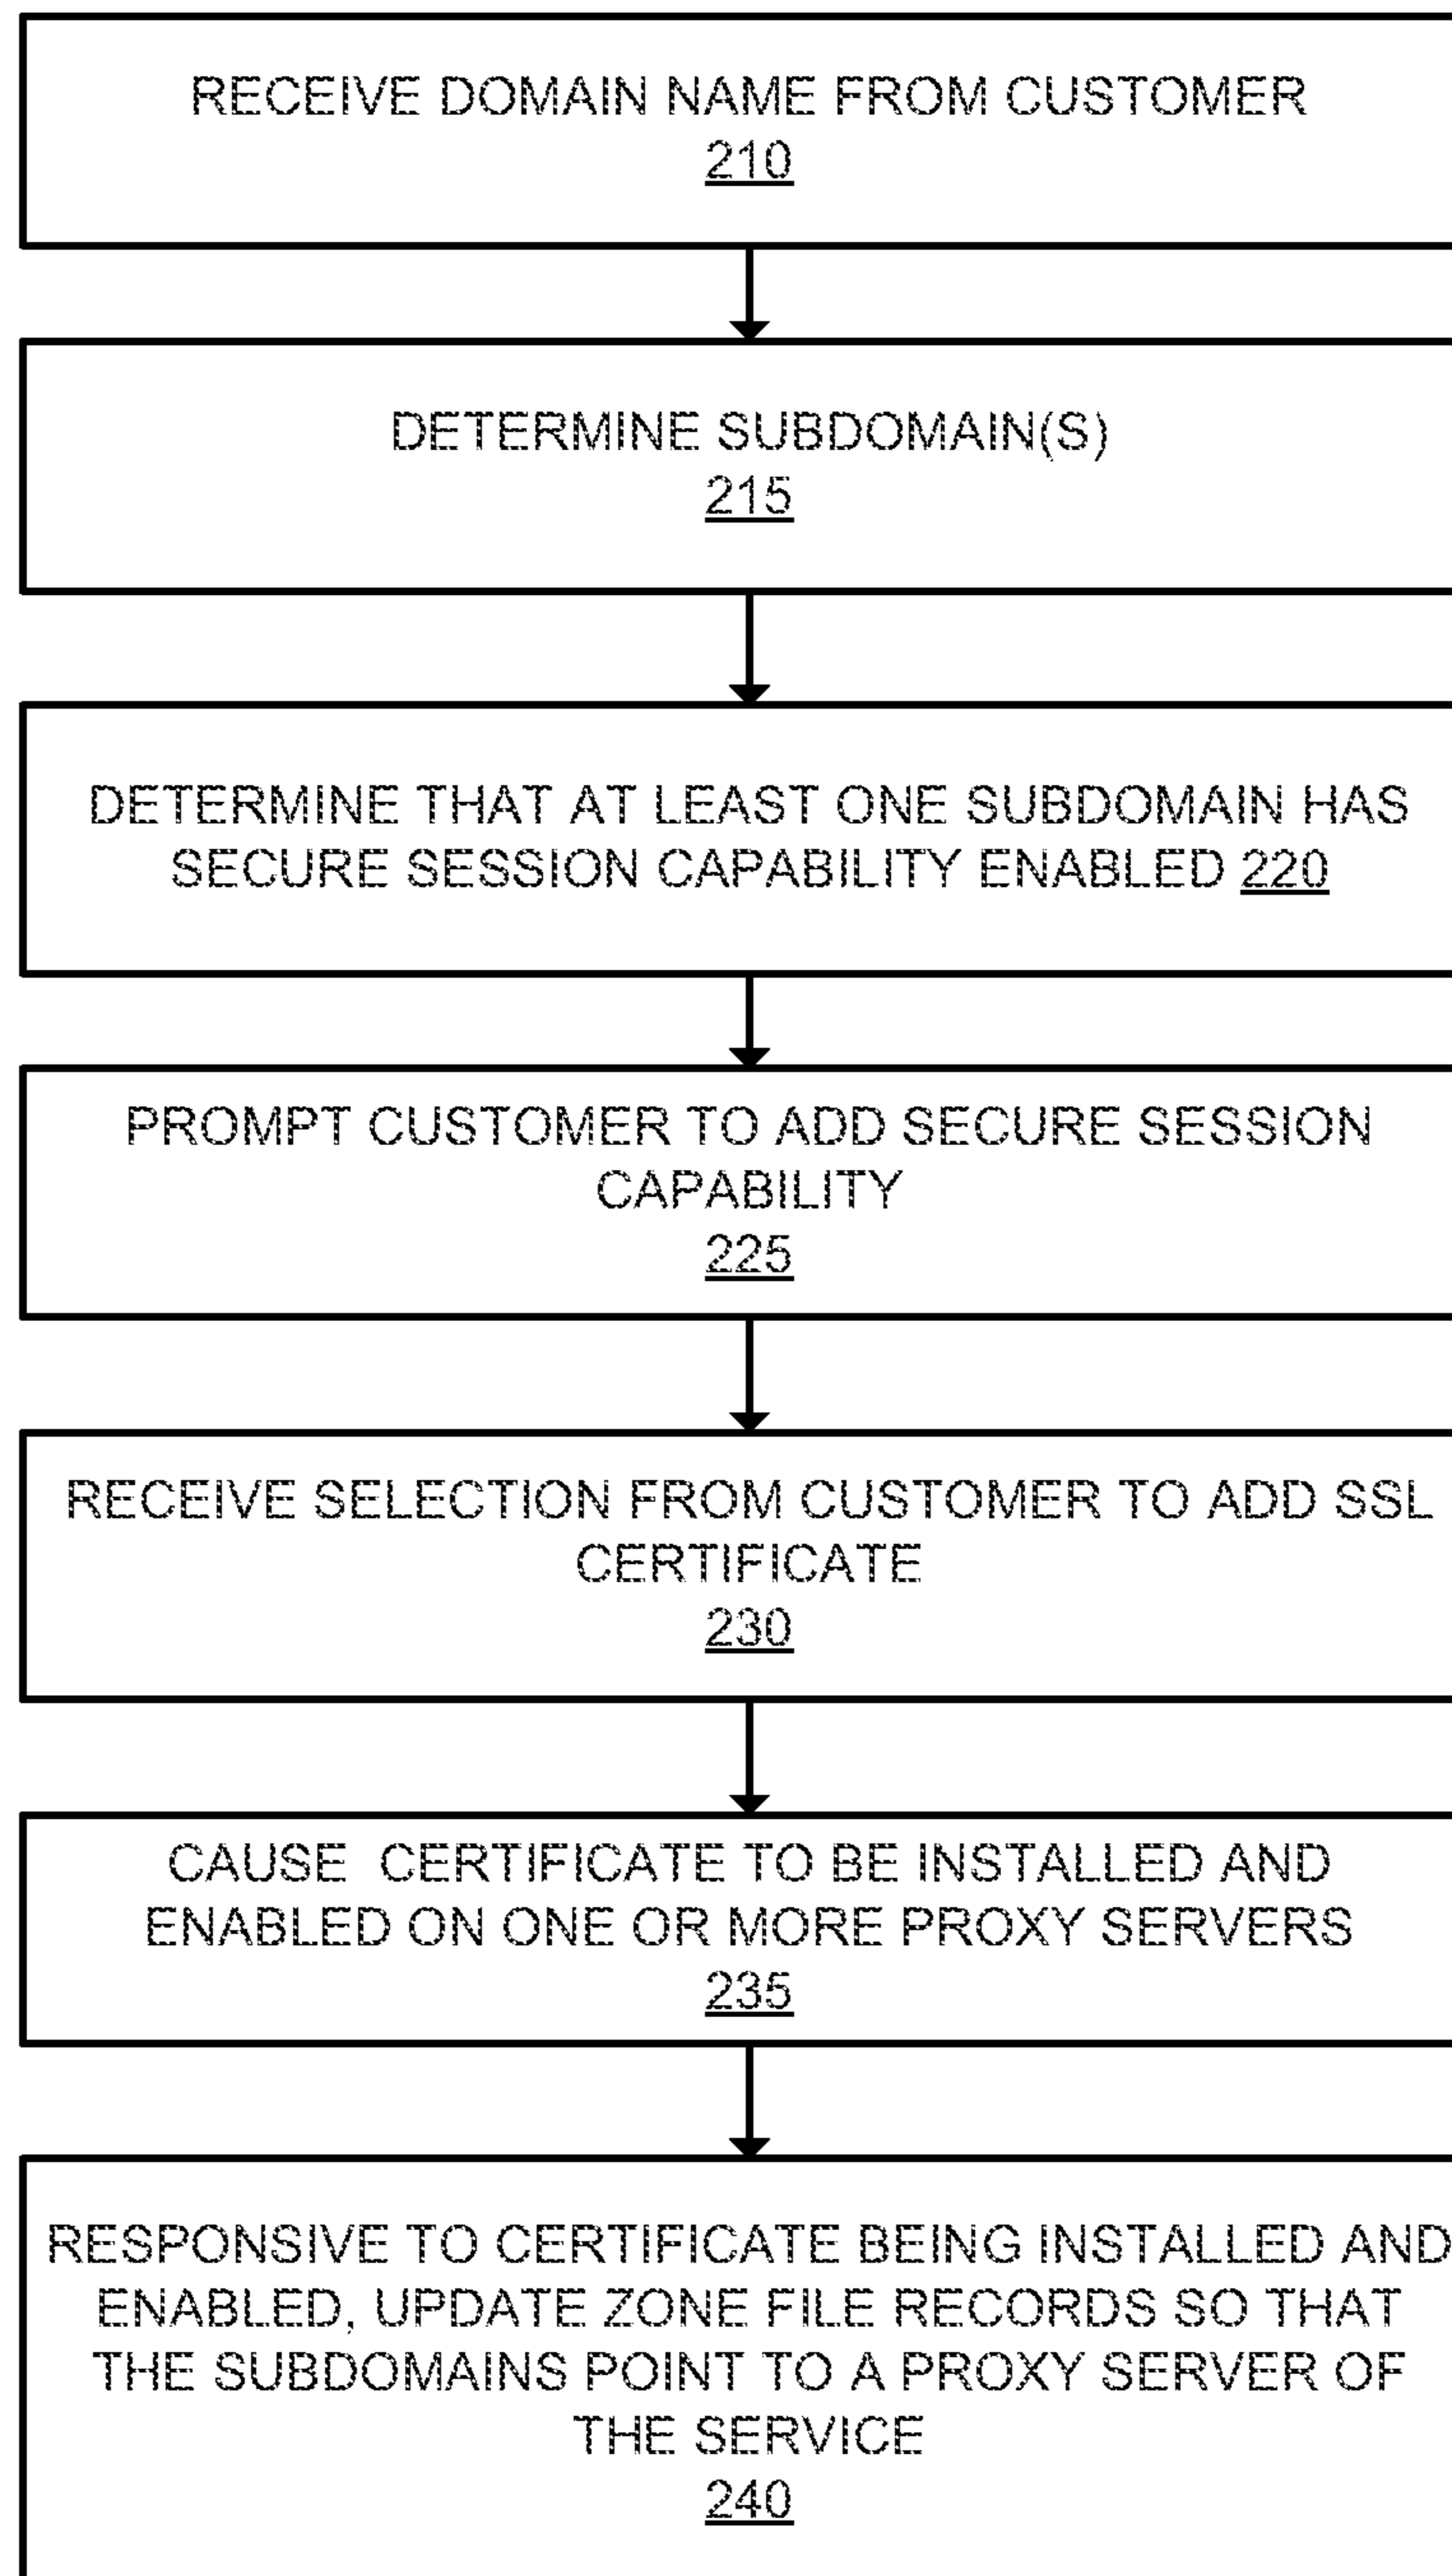 RECEIVE DOMAIN NAME FROM CUSTOMER
210
DETERMINE SUBDOMAIN(S)
215
DETERMINE THAT AT LEAST ONE SUBDOMAIN HAS
SECURE SESSION CAPABILITY ENABLED 220
PROMPT CUSTOMER TO ADD SECURE SESSION
CAPABILITY
225
RECEIVE SELECTION FROM CUSTOMER TO ADD SSL
CERTIFICATE
230
CAUSE CERTIFICATE TO BE INSTALLED AND
ENABLED ON ONE OR MORE PROXY SERVERS
235
RESPONSIVE TO CERTIFICATE BEING INSTALLED AND
ENABLED, UPDATE ZONE FILE RECORDS SO THAT
THE SUBDOMAINS POINT TO A PROXY SERVER OF
THE SERVICE
240